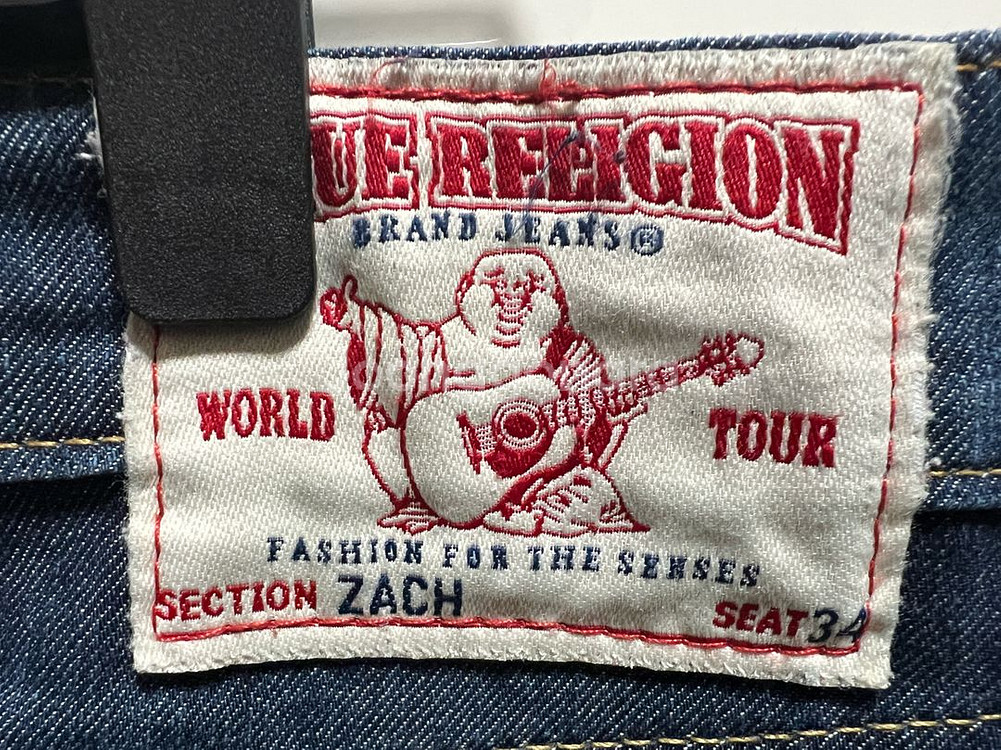 UE RELIGION
BRAND JEANS®
WORLD TOUR
FASHION FOR THE SENSES
SECTION ZACH SEAT 34